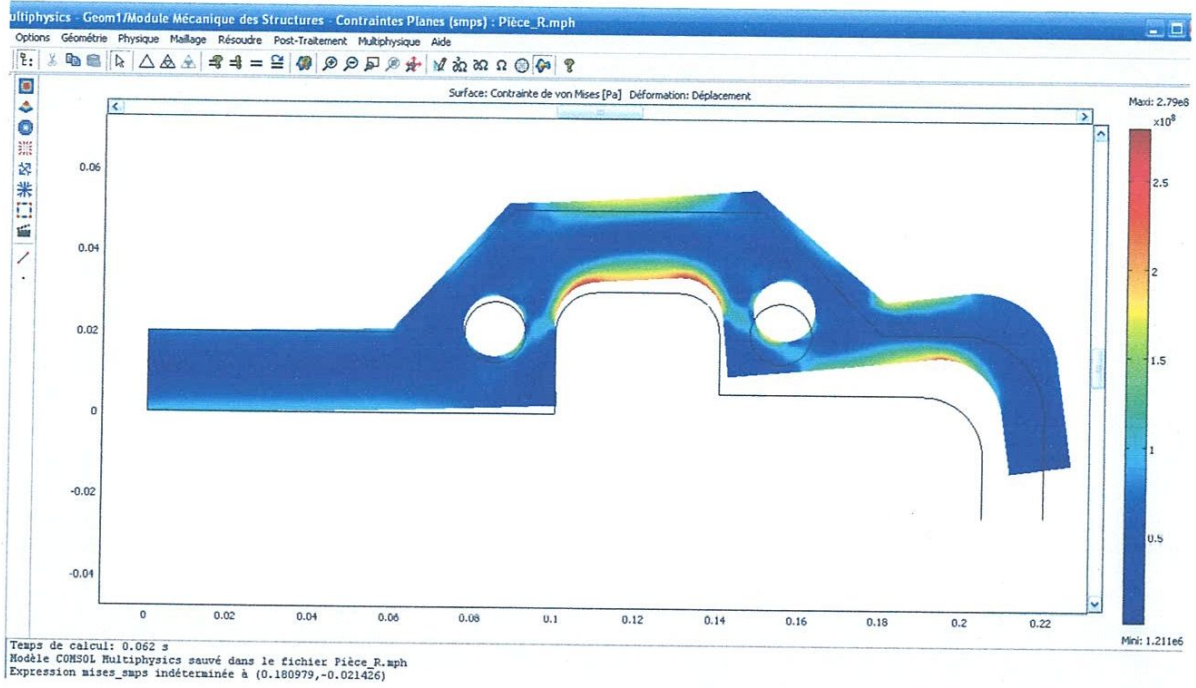 ultiphysics - Geom1/Module Mécanique des Structures - Contraintes Planes (smps) : Pièce_R.mph
Options Géométrie Physique Maillage Résoudre Post-Traitement Multiphysique Aide
Surface: Contrainte de von Mises [Pa] Déformation: Déplacement
Maxi: 2.79e8
x10⁸
0.06
0.04
0.02
0
-0.02
-0.04
0 0.02 0.04 0.06 0.08 0.1 0.12 0.14 0.16 0.18 0.2 0.22
2.5
2
1.5
1
0.5
Mini: 1.211e6
Temps de calcul: 0.062 s
Modèle COMSOL Multiphysics sauvé dans le fichier Pièce_R.mph
Expression mises_smps indéterminée à (0.180979,-0.021426)